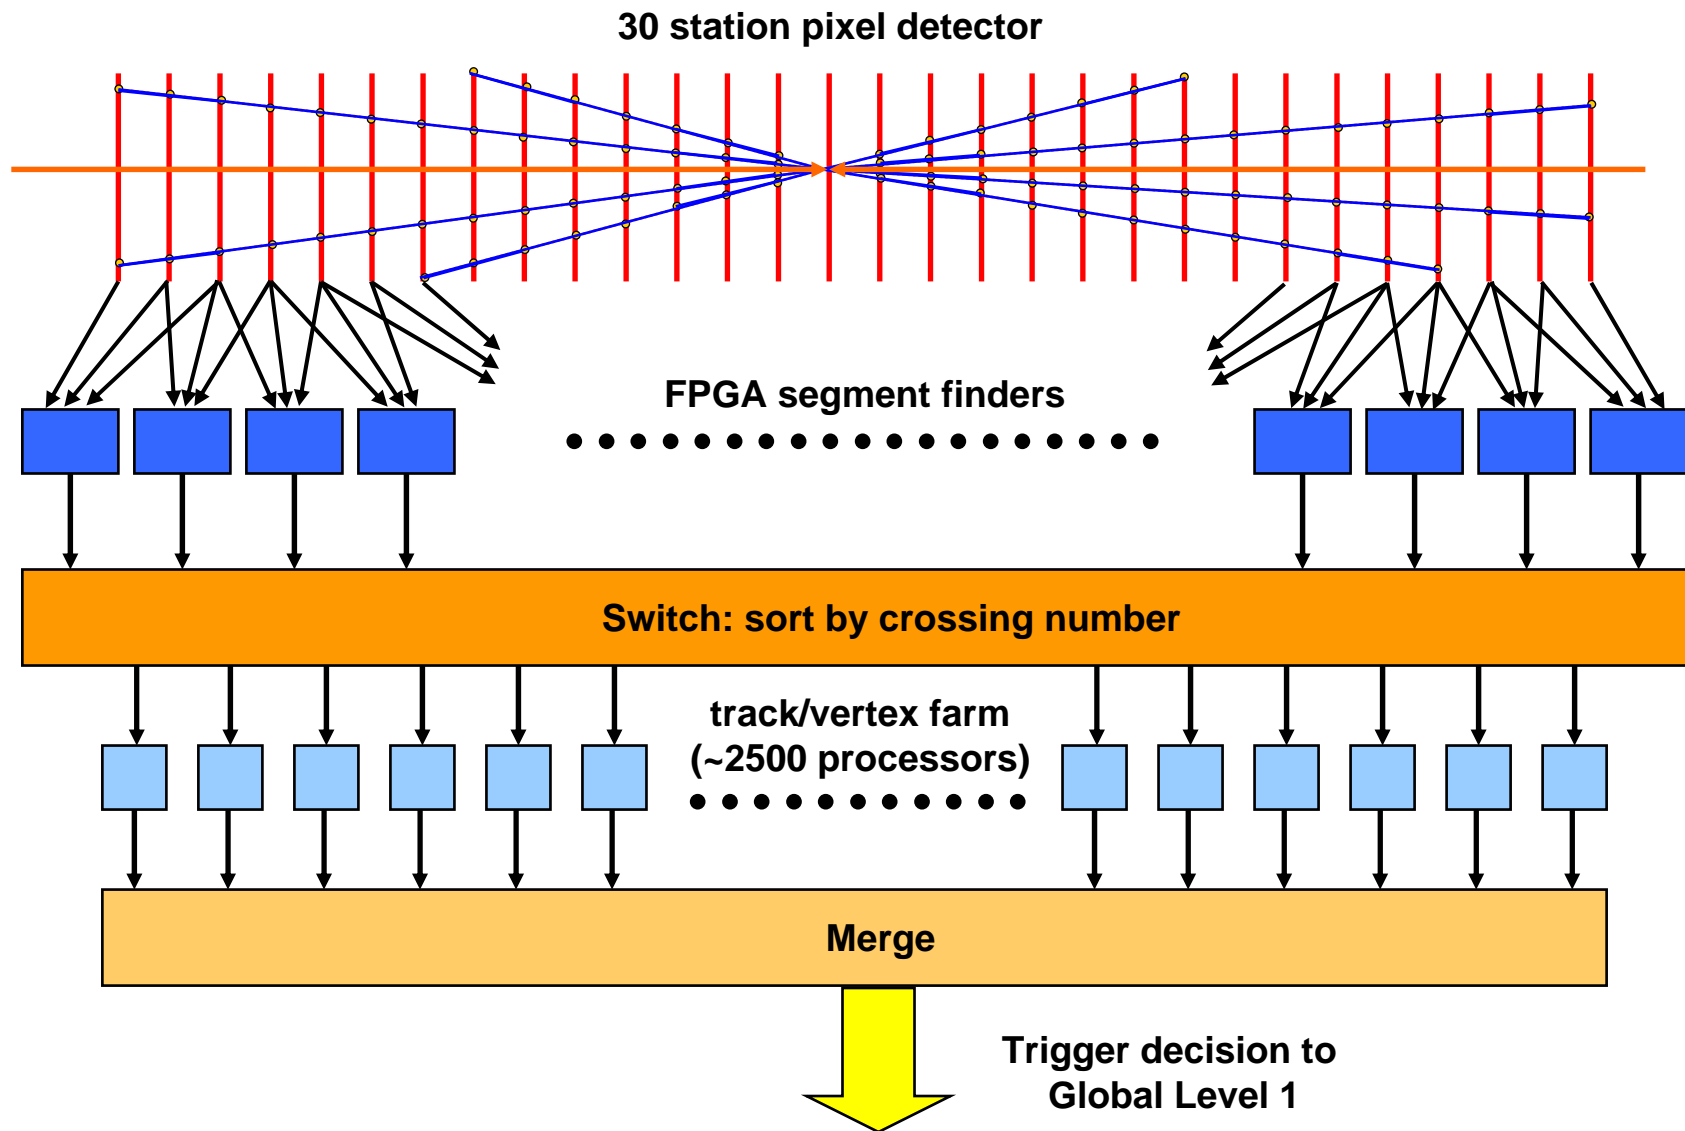 30 station pixel detector
FPGA segment finders
Switch: sort by crossing number
track/vertex farm
(~2500 processors)
Merge
Trigger decision to
Global Level 1